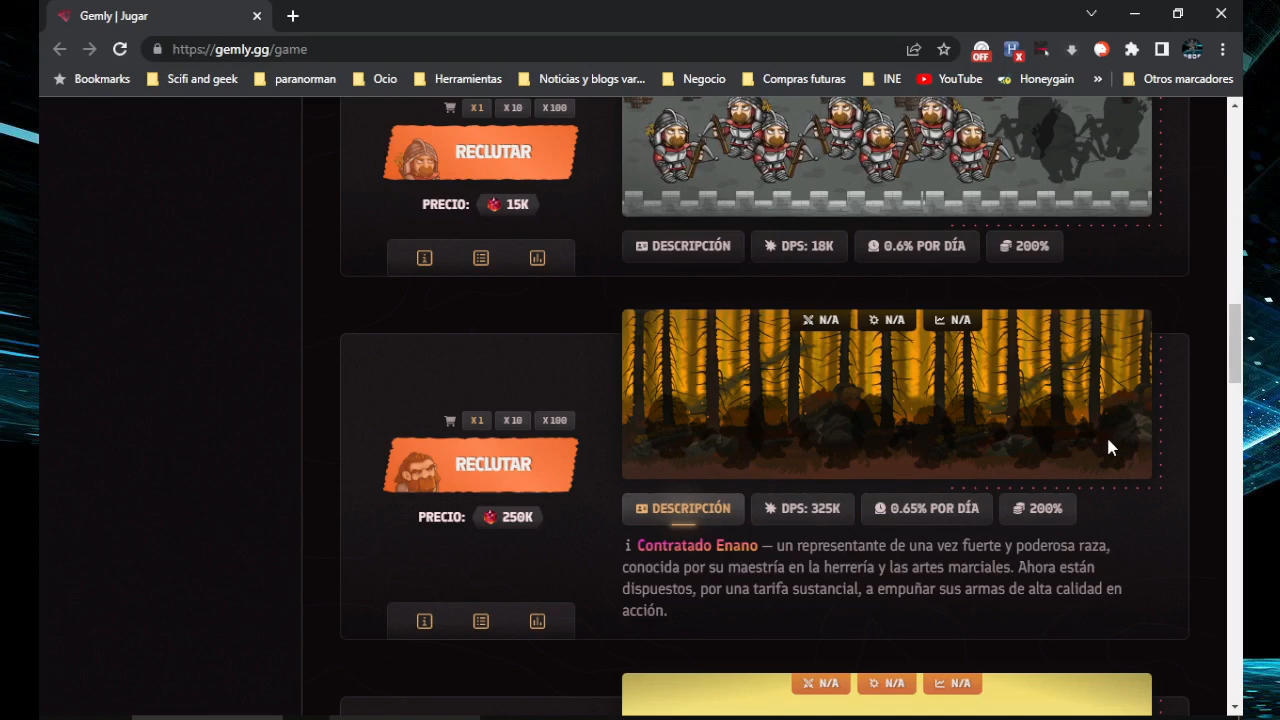 Gemly | Jugar
https://gemly.gg/game
OFF
Bookmarks
Scifi and geek
paranorman
Ocio
Herramientas
Noticias y blogs var...
Negocio
Compras futuras
INE
YouTube
Honeygain
»
Otros marcadores
X 1 X 10 X 100
RECLUTAR
PRECIO: 15K
DESCRIPCIÓN
DPS: 18K
0.6% POR DÍA
200%
N/A N/A N/A
X 1 X 10 X 100
RECLUTAR
PRECIO: 250K
DESCRIPCIÓN
DPS: 325K
0.65% POR DÍA
200%
Contratado Enano — un representante de una vez fuerte y poderosa raza,
conocida por su maestría en la herrería y las artes marciales. Ahora están
dispuestos, por una tarifa sustancial, a empuñar sus armas de alta calidad en
acción.
N/A N/A N/A